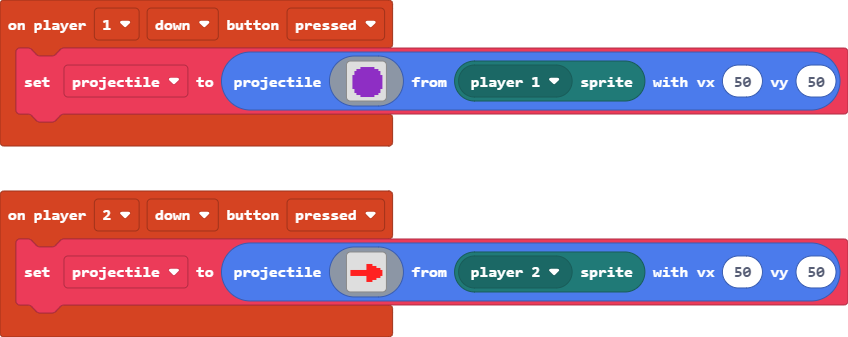 on player 1 down button pressed
set projectile to projectile from player 1 sprite with vx 50 vy 50
on player 2 down button pressed
set projectile to projectile from player 2 sprite with vx 50 vy 50